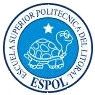 ESCUELA SUPERIOR POLITECNICA DEL LITORAL
ESPOL